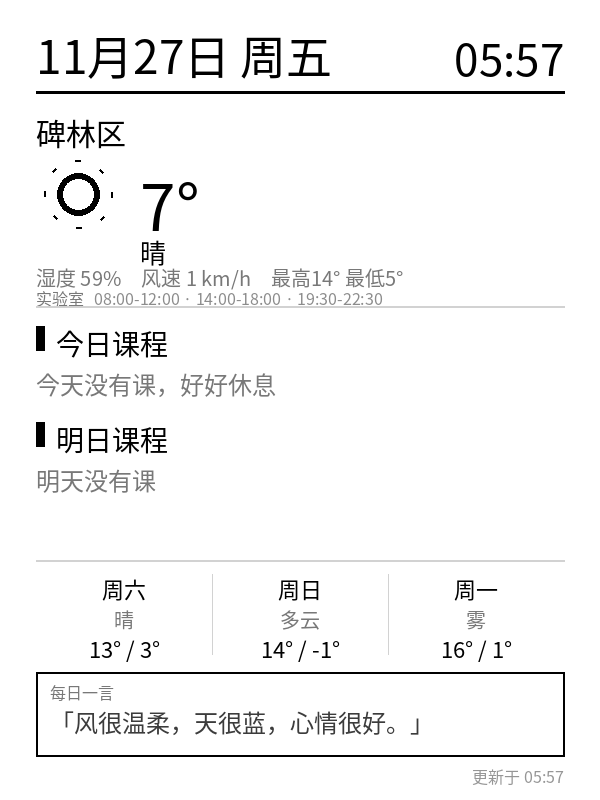 11月27日 周五 05:57
碑林区
7°
晴
湿度 59% 风速 1 km/h 最高14° 最低5°
实验室 08:00-12:00 · 14:00-18:00 · 19:30-22:30
今日课程
今天没有课，好好休息
明日课程
明天没有课
周六 周日 周一
晴 多云 雾
13° / 3° 14° / -1° 16° / 1°
每日一言
「风很温柔，天很蓝，心情很好。」
更新于 05:57